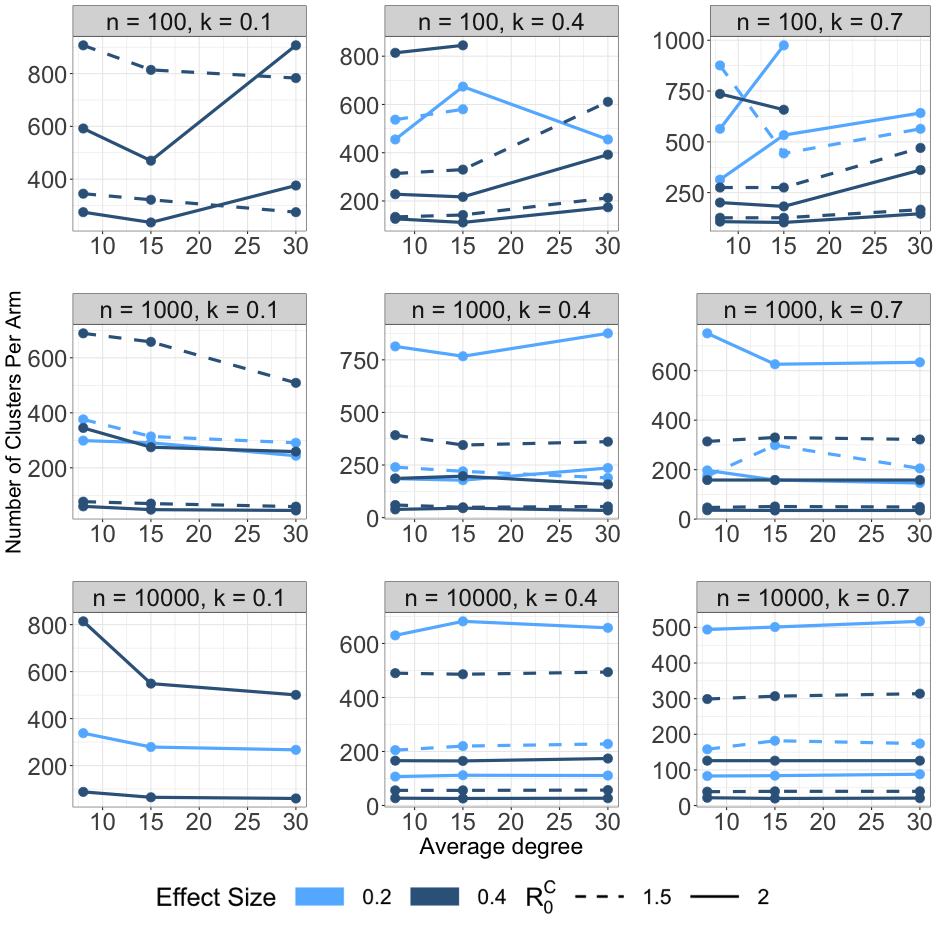 n = 100, k = 0.1
n = 100, k = 0.4
n = 100, k = 0.7
800
600
400
10 15 20 25 30
800
600
400
200
10 15 20 25 30
1000
750
500
250
10 15 20 25 30
Number of Clusters Per Arm
n = 1000, k = 0.1
n = 1000, k = 0.4
n = 1000, k = 0.7
600
400
200
10 15 20 25 30
750
500
250
0
10 15 20 25 30
600
400
200
0
10 15 20 25 30
n = 10000, k = 0.1
n = 10000, k = 0.4
n = 10000, k = 0.7
800
600
400
200
10 15 20 25 30
600
400
200
0
10 15 20 25 30
500
400
300
200
100
0
10 15 20 25 30
Average degree
Effect Size 0.2 0.4 R₀ᶜ 1.5 2